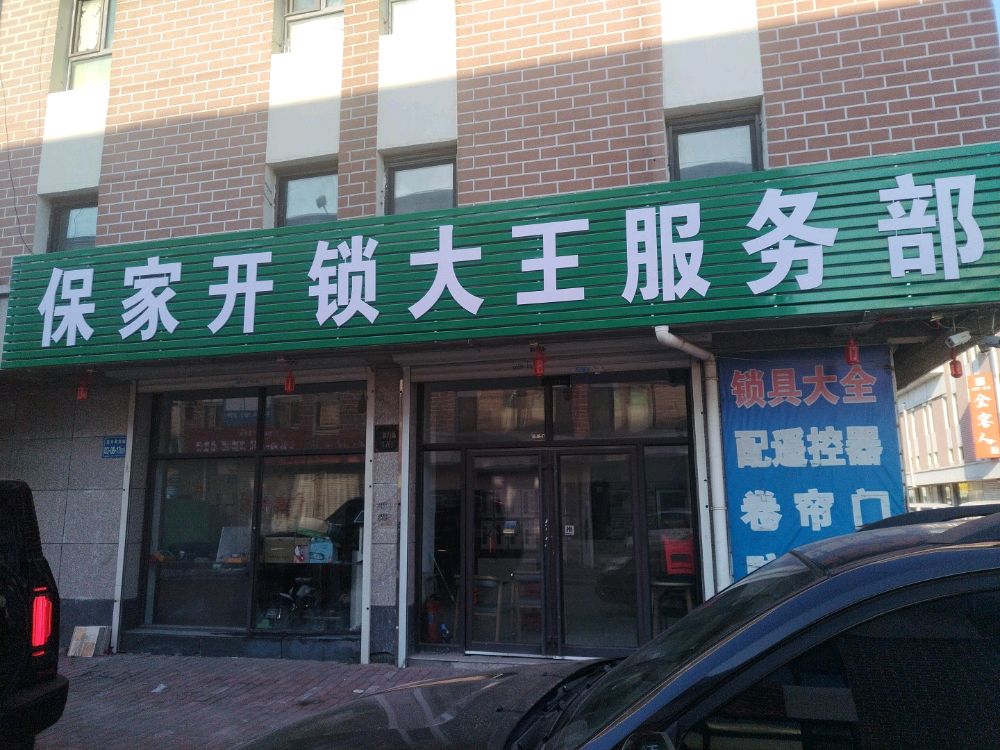 保家开锁大王服务部
锁具大全
配遥控器
卷帘门